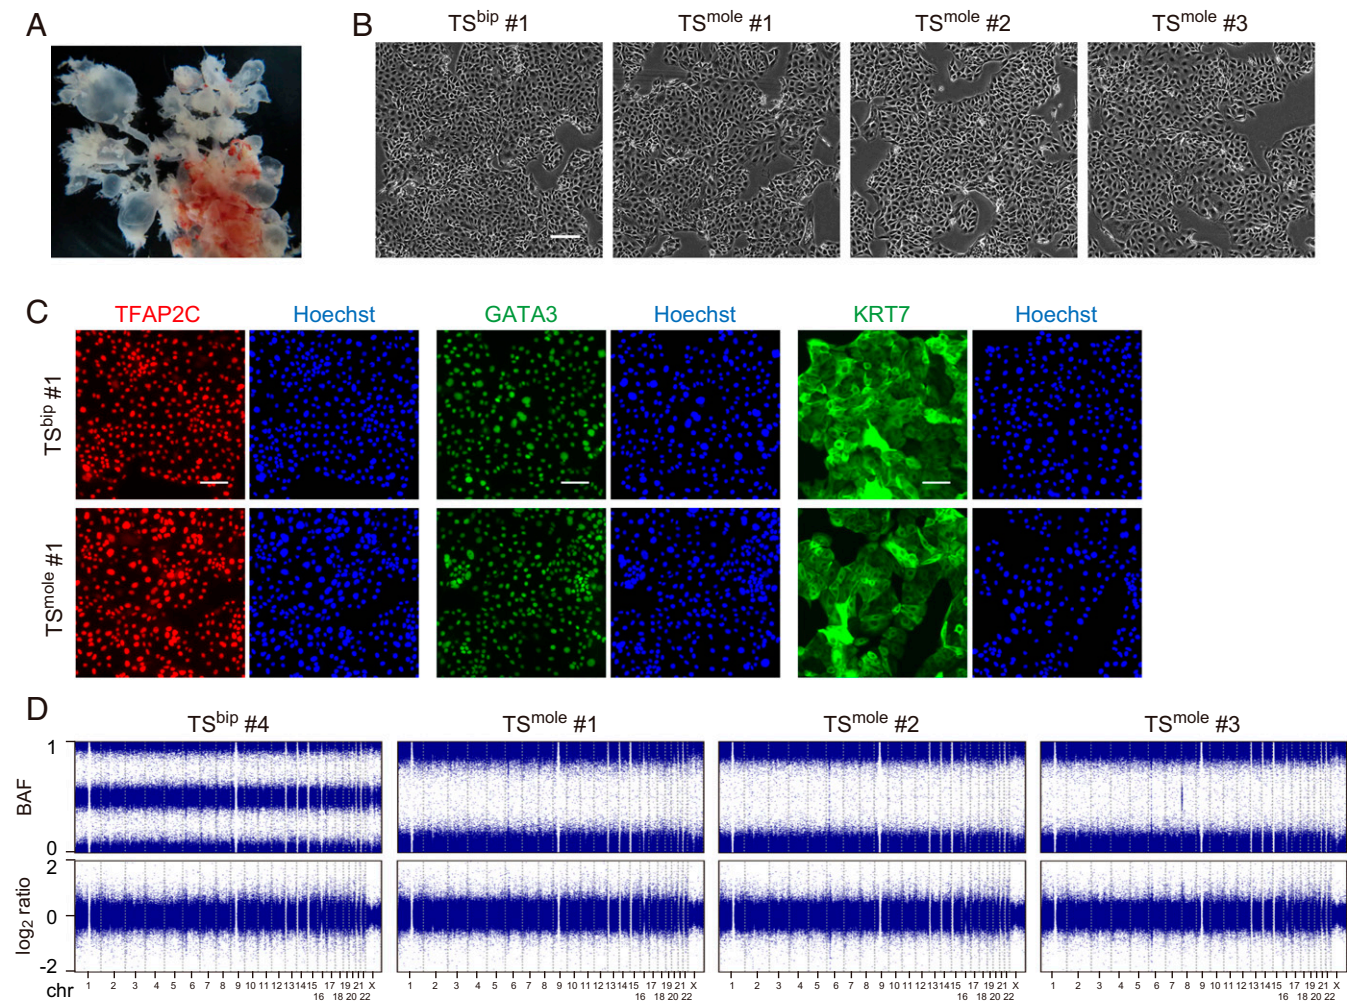 A
B
TSbip #1
TSmole #1
TSmole #2
TSmole #3
C
TFAP2C
Hoechst
GATA3
Hoechst
KRT7
Hoechst
TSbip #1
TSmole #1
D
TSbip #4
TSmole #1
TSmole #2
TSmole #3
BAF
1
0
log2 ratio
2
0
-2
chr
1 2 3 4 5 6 7 8 9 10 11 12 13 14 15 16 17 18 19 20 21 22 X
1 2 3 4 5 6 7 8 9 10 11 12 13 14 15 16 17 18 19 20 21 22 X
1 2 3 4 5 6 7 8 9 10 11 12 13 14 15 16 17 18 19 20 21 22 X
1 2 3 4 5 6 7 8 9 10 11 12 13 14 15 16 17 18 19 20 21 22 X